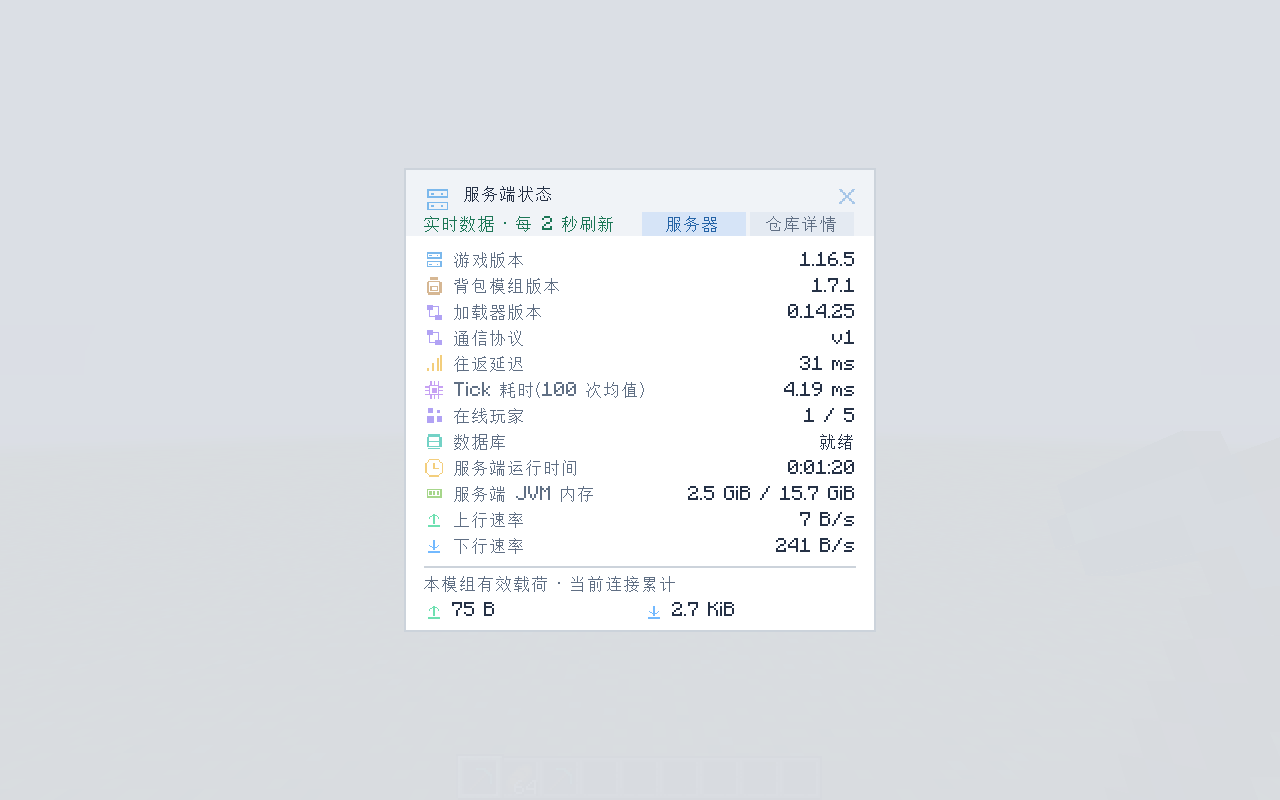 服务端状态
实时数据 · 每 2 秒刷新 服务器 仓库详情
游戏版本 1.16.5
背包模组版本 1.7.1
加载器版本 0.14.25
通信协议 v1
往返延迟 31 ms
Tick 耗时(100 次均值) 4.19 ms
在线玩家 1 / 5
数据库 就绪
服务端运行时间 0:01:20
服务端 JVM 内存 2.5 GiB / 15.7 GiB
上行速率 7 B/s
下行速率 241 B/s
本模组有效载荷 · 当前连接累计
75 B 2.7 KiB